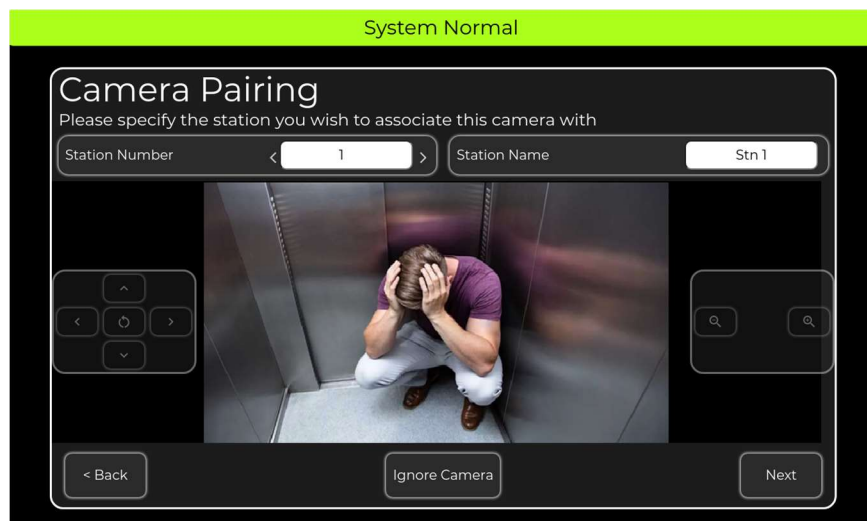 System Normal
Camera Pairing
Please specify the station you wish to associate this camera with
Station Number < 1 > Station Name Stn 1
< Back Ignore Camera Next